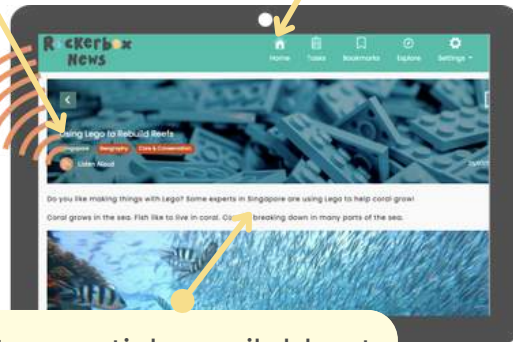 Rockerbox
News
Home Tasks Bookmarks Explore Settings
Using Lego to Rebuild Reefs
Singapore Geography Care & Conservation
Listen Aloud
Do you like making things with Lego? Some experts in Singapore are using Lego to help coral grow!
Coral grows in the sea. Fish like to live in coral. breaking down in many parts of the sea.